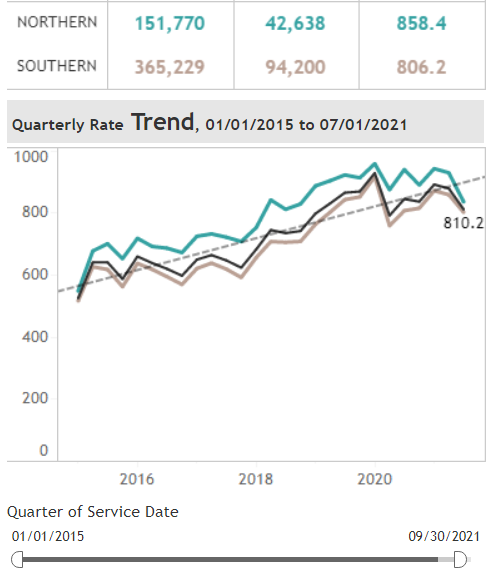 NORTHERN 151,770 42,638 858.4
SOUTHERN 365,229 94,200 806.2
Quarterly Rate Trend, 01/01/2015 to 07/01/2021
1000
800
810.2
600
400
200
0
2016 2018 2020
Quarter of Service Date
01/01/2015 09/30/2021